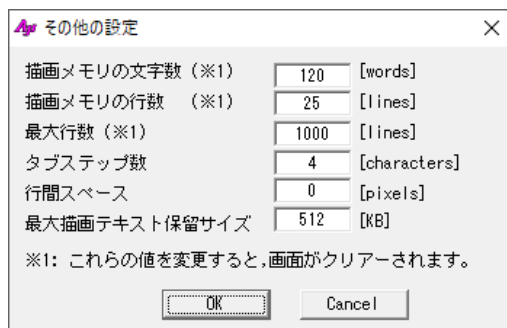 その他の設定
描画メモリの文字数(※1) 120 [words]
描画メモリの行数 (※1) 25 [lines]
最大行数(※1) 1000 [lines]
タブステップ数 4 [characters]
行間スペース 0 [pixels]
最大描画テキスト保留サイズ 512 [KB]
※1: これらの値を変更すると,画面がクリアーされます。
OK Cancel